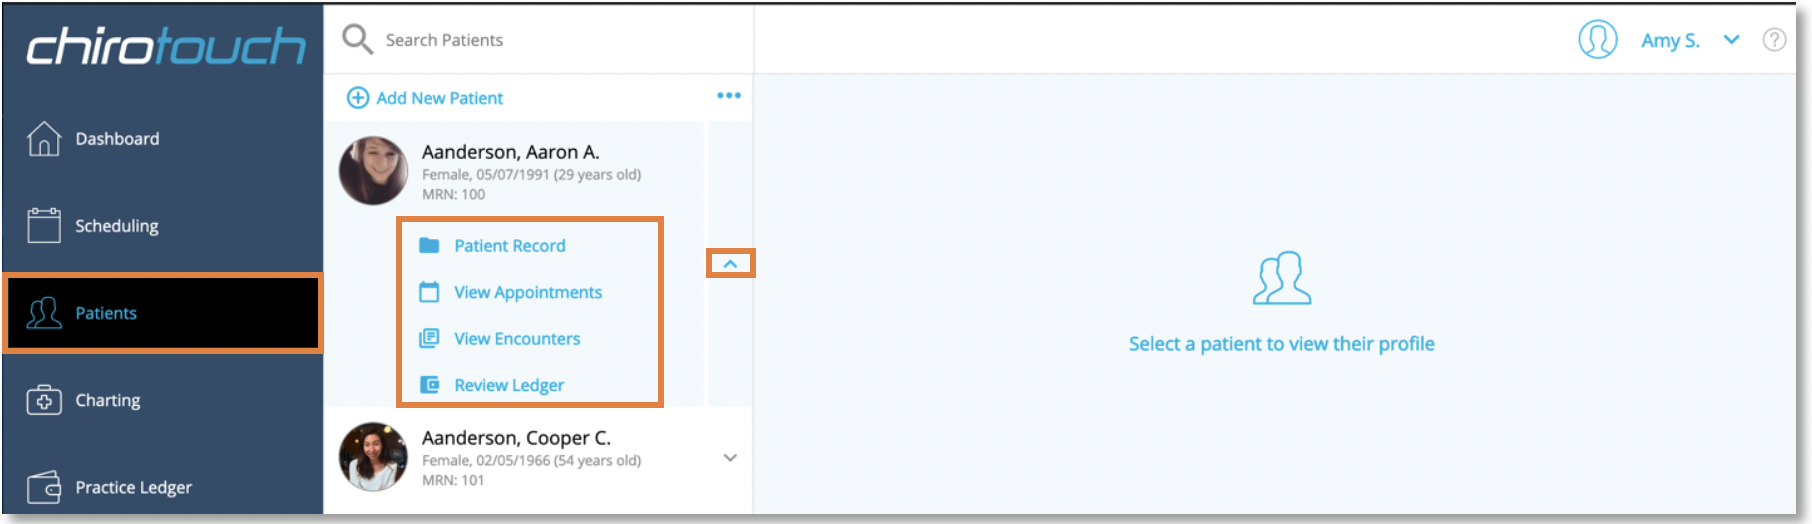 chirotouch
Dashboard
Scheduling
Patients
Charting
Practice Ledger
Search Patients
Add New Patient
Aanderson, Aaron A.
Female, 05/07/1991 (29 years old)
MRN: 100
Patient Record
View Appointments
View Encounters
Review Ledger
Aanderson, Cooper C.
Female, 02/05/1966 (54 years old)
MRN: 101
Amy S.
?
Select a patient to view their profile